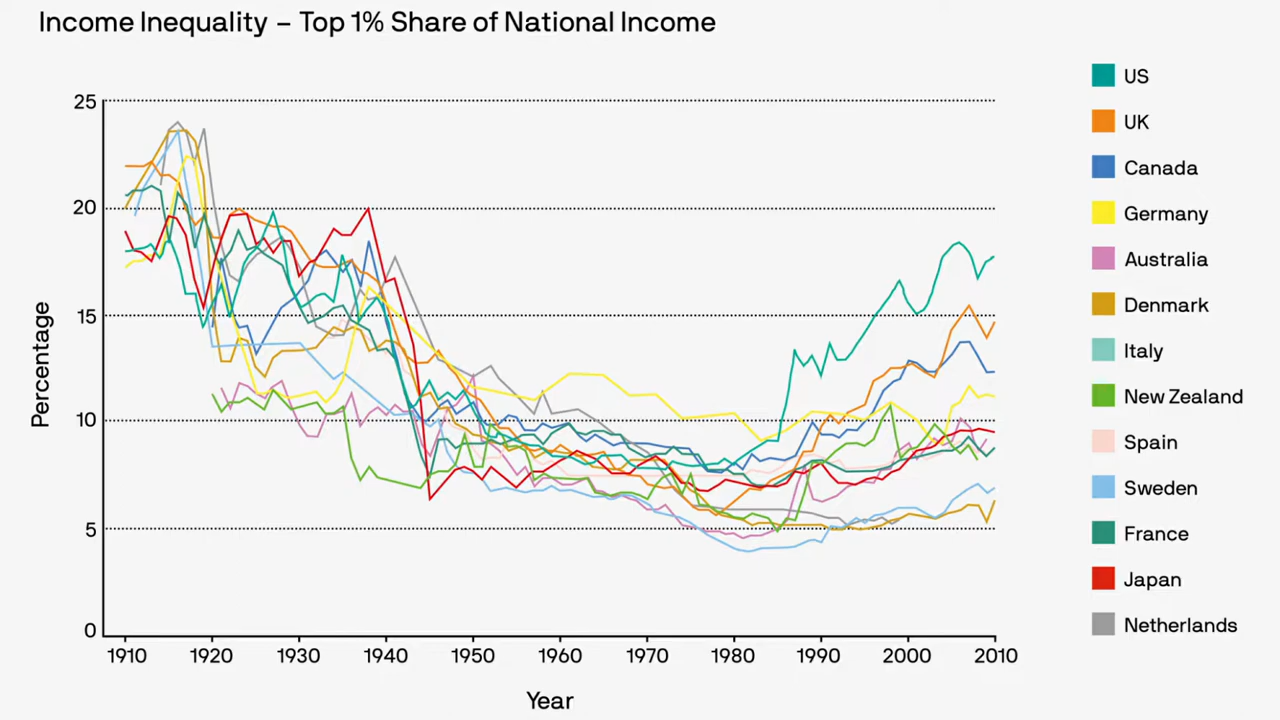 Income Inequality – Top 1% Share of National Income
25
20
15
10
5
0
Percentage
1910 1920 1930 1940 1950 1960 1970 1980 1990 2000 2010
Year
US
UK
Canada
Germany
Australia
Denmark
Italy
New Zealand
Spain
Sweden
France
Japan
Netherlands